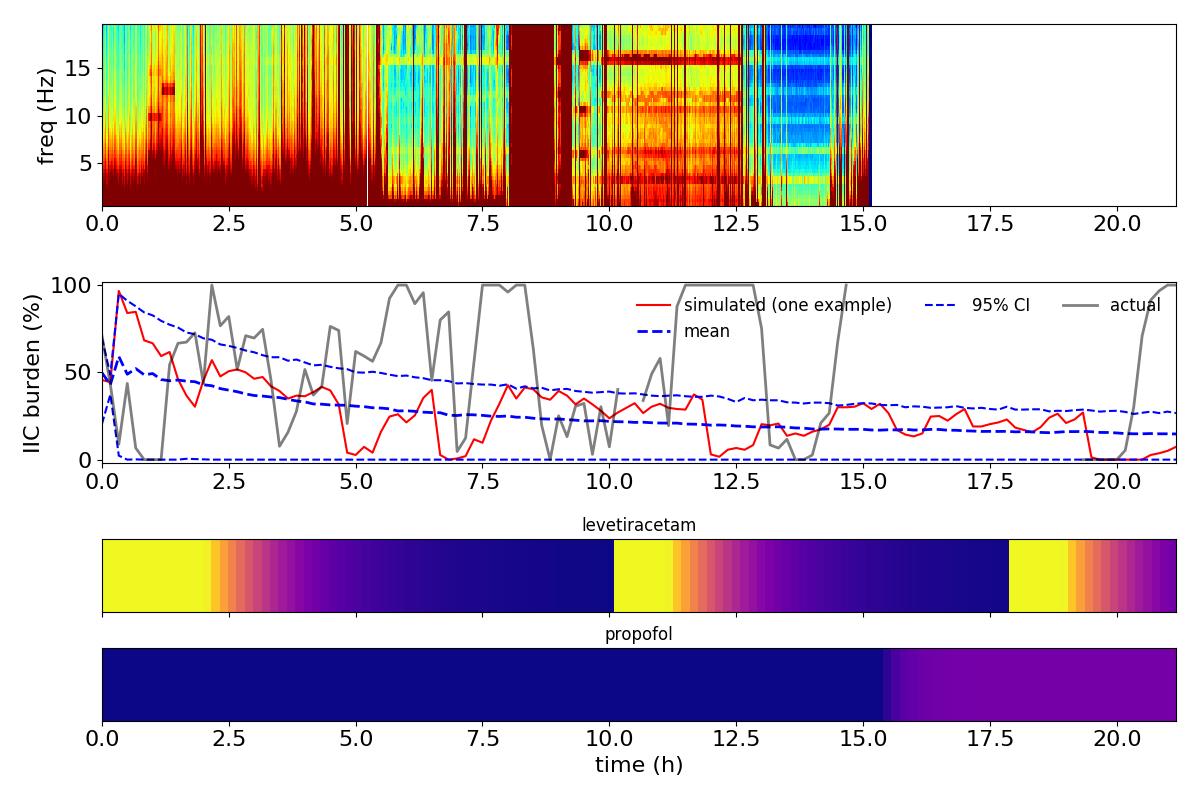 freq (Hz)
15
10
5
0.0 2.5 5.0 7.5 10.0 12.5 15.0 17.5 20.0
IIC burden (%)
100
50
0
simulated (one example)
mean
95% CI
actual
0.0 2.5 5.0 7.5 10.0 12.5 15.0 17.5 20.0
levetiracetam
propofol
0.0 2.5 5.0 7.5 10.0 12.5 15.0 17.5 20.0
time (h)